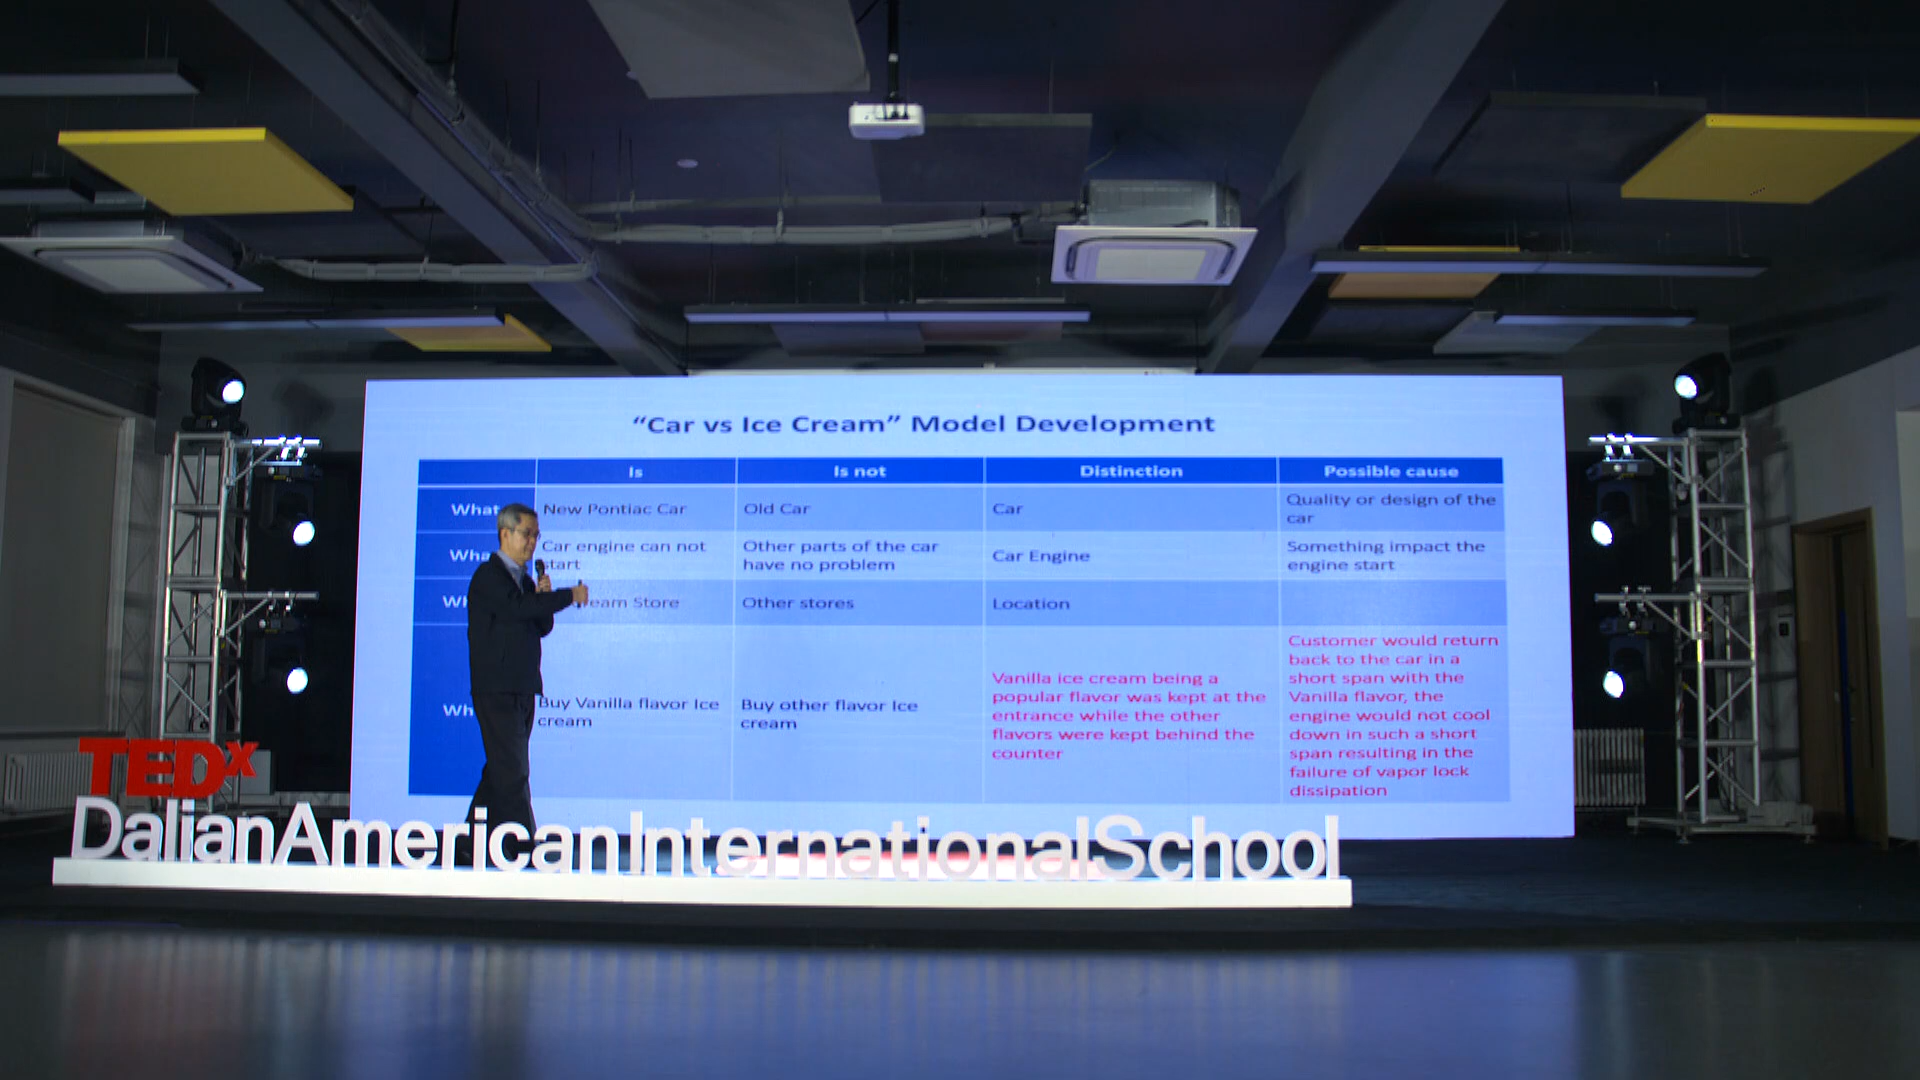 “Car vs Ice Cream” Model Development
Is
Is not
Distinction
Possible cause
What
New Pontiac Car
Old Car
Car
Quality or design of the
car
Car engine can not
start
Other parts of the car
have no problem
Car Engine
Something impact the
engine start
Store
Other stores
Location
Buy Vanilla flavor Ice
cream
Buy other flavor Ice
cream
Vanilla ice cream being a
popular flavor was kept at the
entrance while the other
flavors were kept behind the
counter
Customer would return
back to the car in a
short span with the
Vanilla flavor, the
engine would not cool
down in such a short
span resulting in the
failure of vapor lock
dissipation
TEDx
DalianAmericanInternationalSchool